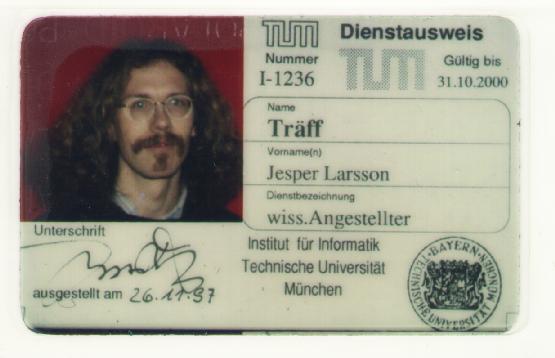 TUM
Dienstausweis
Nummer
I-1236
TUM
Gültig bis
31.10.2000
Name
Träff
Vorname(n)
Jesper Larsson
Dienstbezeichnung
wiss.Angestellter
Unterschrift
ausgestellt am 26.11.97
Institut für Informatik
Technische Universität
München
BAYERN
TECHNISCHE UNIVERSITÄT MÜNCHEN